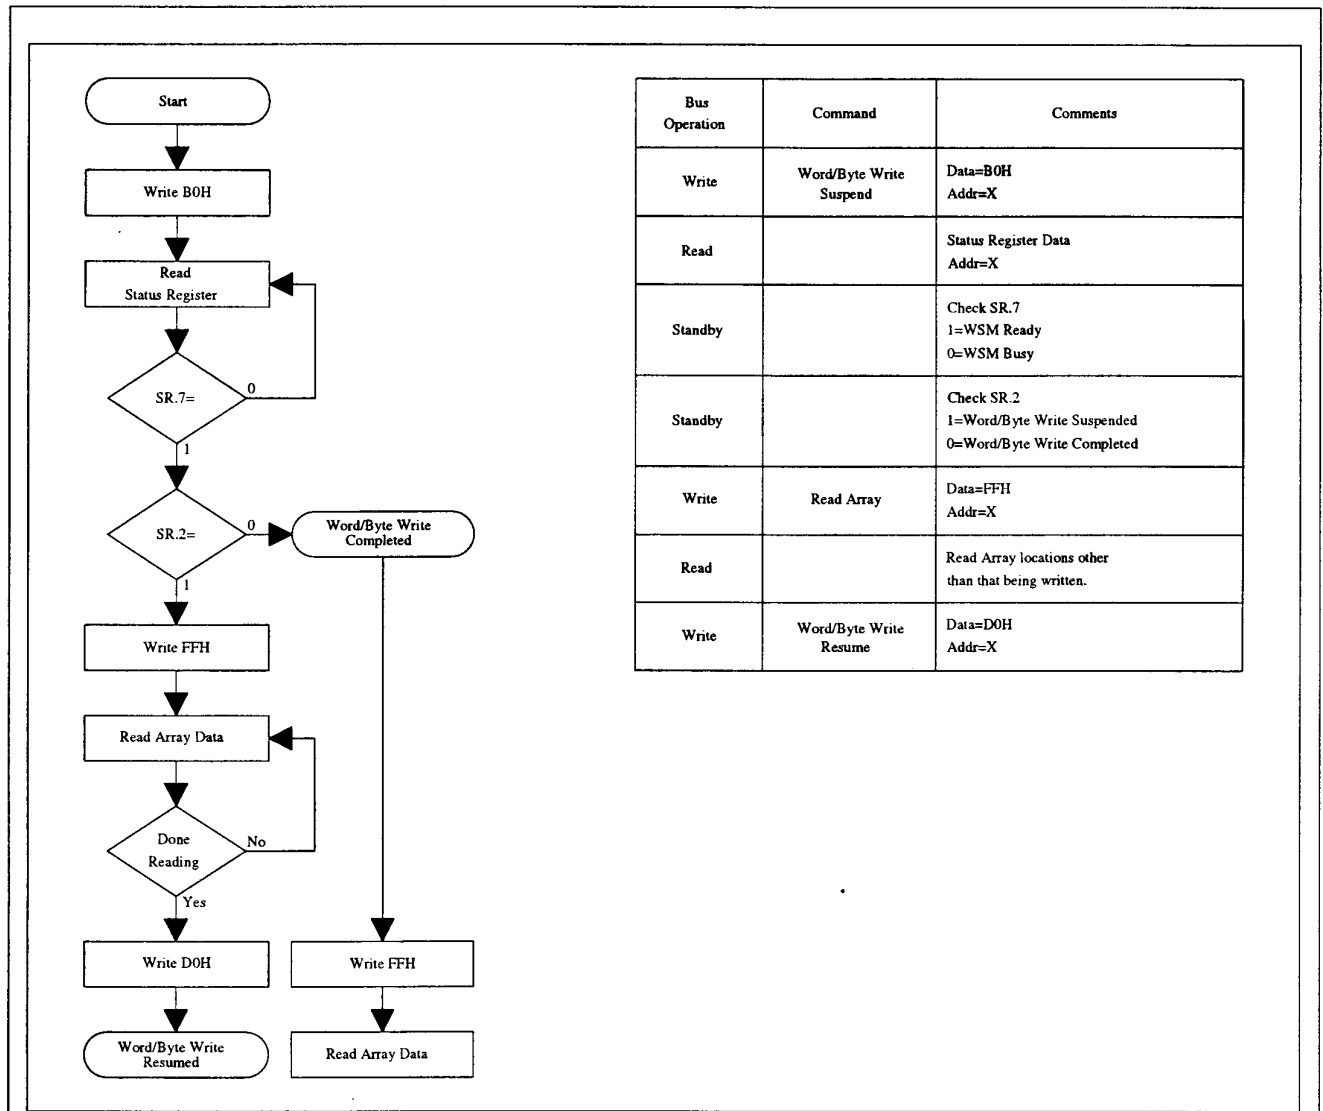 Start
Write B0H
Read
Status Register
SR.7=
0
1
SR.2=
0
Word/Byte Write
Completed
1
Write FFH
Read Array Data
Done
Reading
No
Yes
Write D0H
Write FFH
Word/Byte Write
Resumed
Read Array Data
Bus
Operation
Command
Comments
Write
Word/Byte Write
Suspend
Data=B0H
Addr=X
Read
Status Register Data
Addr=X
Standby
Check SR.7
1=WSM Ready
0=WSM Busy
Standby
Check SR.2
1=Word/Byte Write Suspended
0=Word/Byte Write Completed
Write
Read Array
Data=FFH
Addr=X
Read
Read Array locations other
than that being written.
Write
Word/Byte Write
Resume
Data=D0H
Addr=X